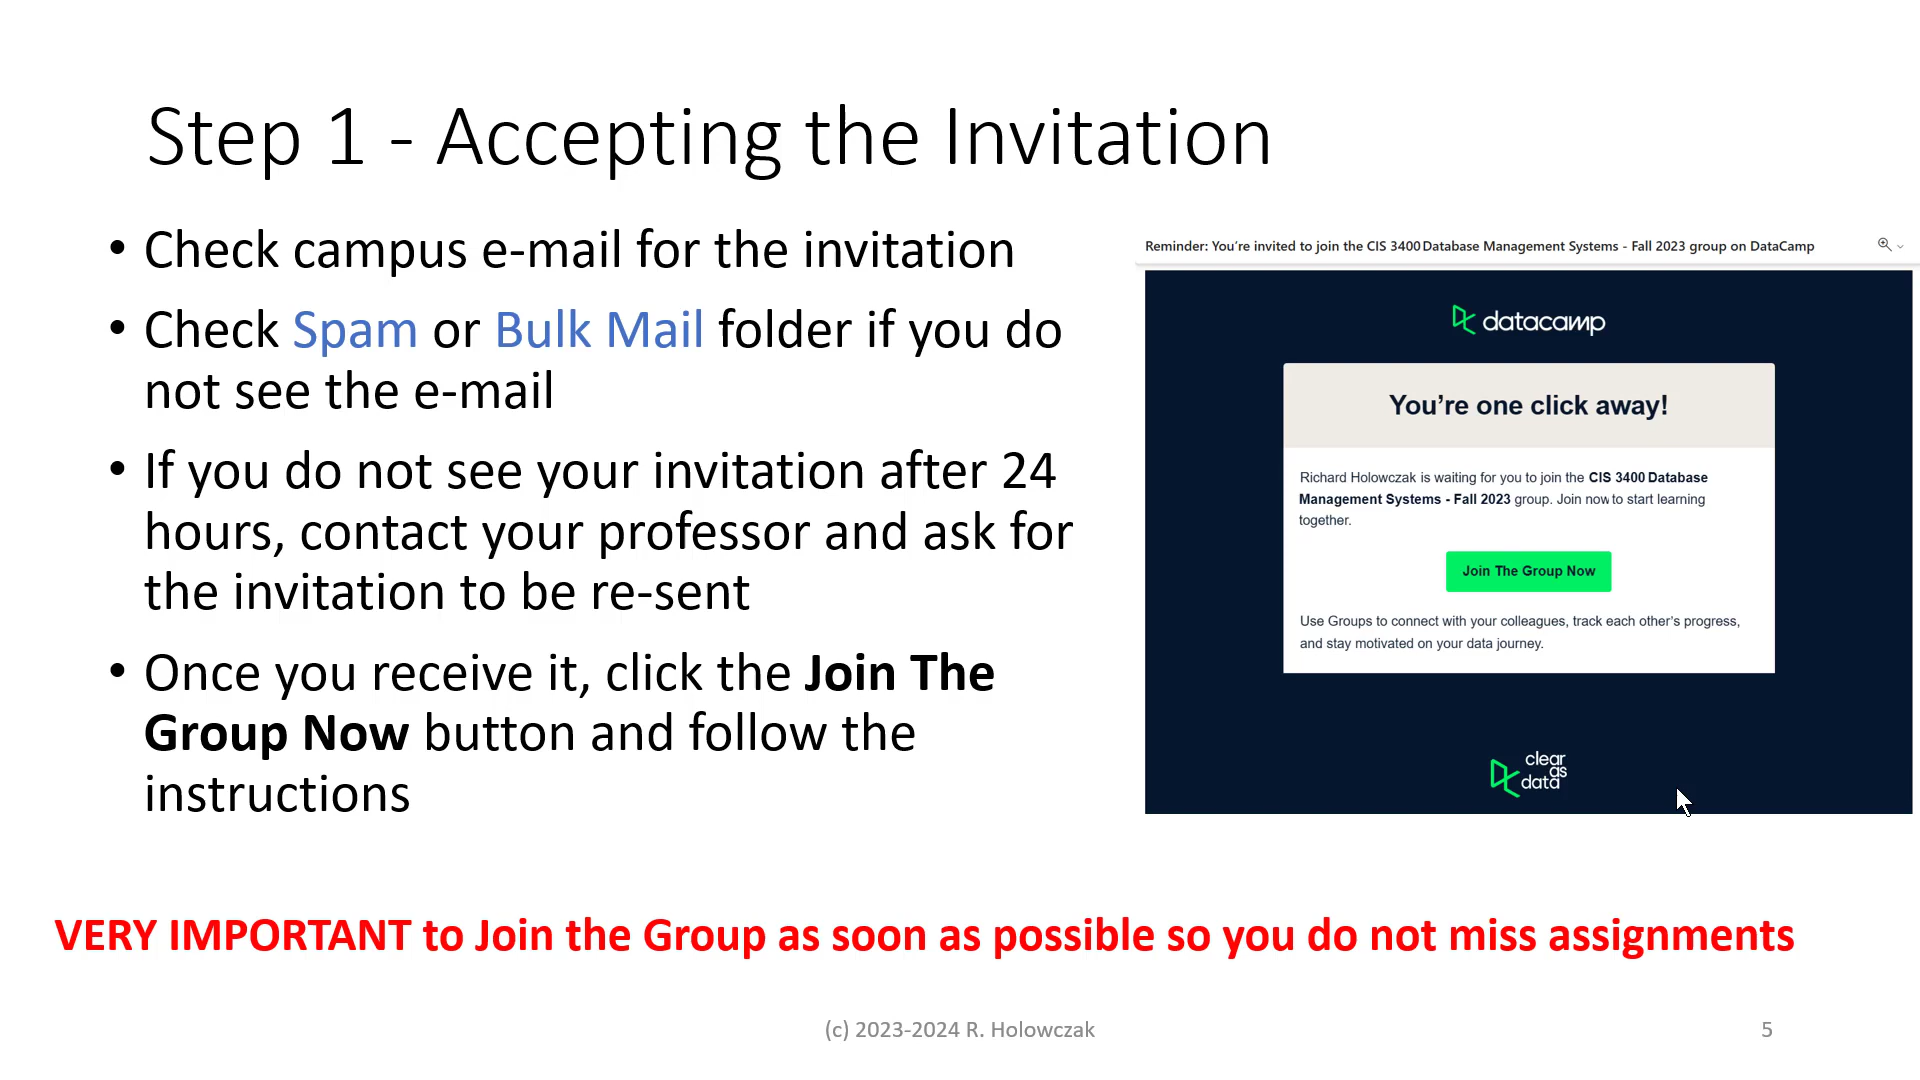 Step 1 - Accepting the Invitation
• Check campus e-mail for the invitation
• Check Spam or Bulk Mail folder if you do
not see the e-mail
• If you do not see your invitation after 24
hours, contact your professor and ask for
the invitation to be re-sent
• Once you receive it, click the Join The
Group Now button and follow the
instructions
Reminder: You're invited to join the CIS 3400 Database Management Systems - Fall 2023 group on DataCamp
datacamp
You're one click away!
Richard Holowczak is waiting for you to join the CIS 3400 Database
Management Systems - Fall 2023 group. Join now to start learning
together.
Join The Group Now
Use Groups to connect with your colleagues, track each other's progress,
and stay motivated on your data journey.
clear
as
data
VERY IMPORTANT to Join the Group as soon as possible so you do not miss assignments
(c) 2023-2024 R. Holowczak
5